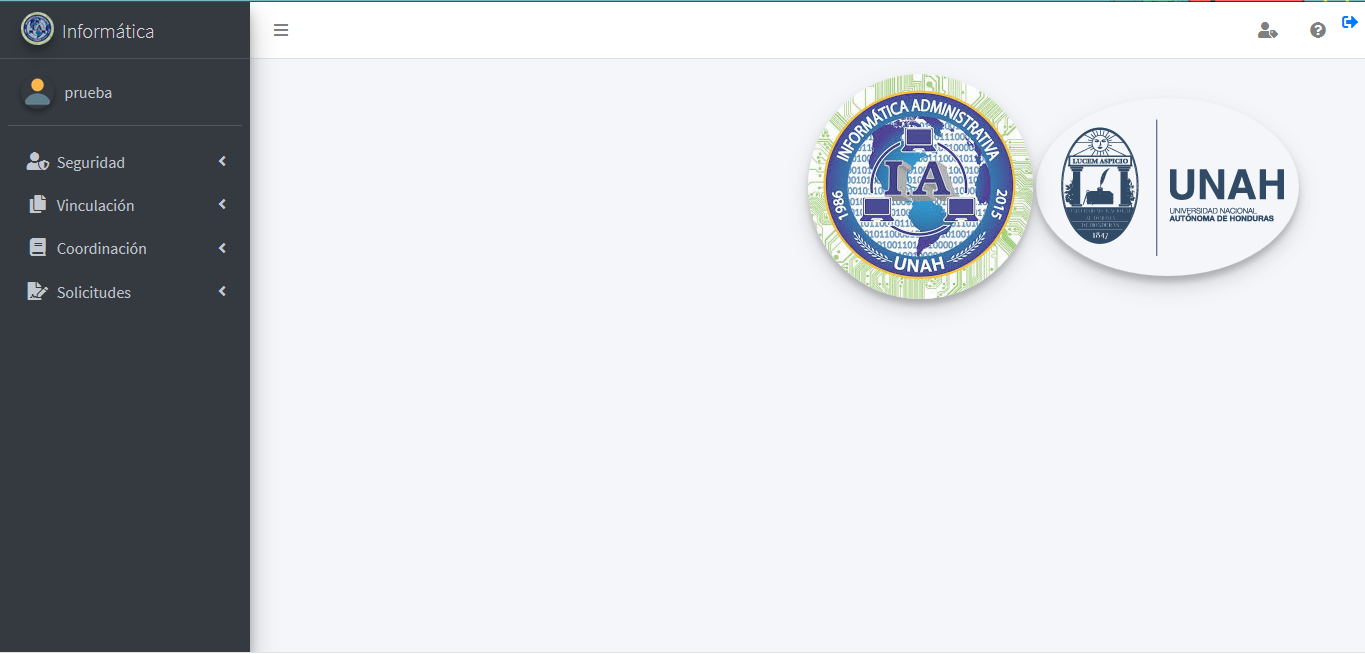 Informática
prueba
Seguridad
Vinculación
Coordinación
Solicitudes
INFORMÁTICA ADMINISTRATIVA
1986
2015
I.A
UNAH
LUCEM ASPICIO
1847
UNAH
UNIVERSIDAD NACIONAL
AUTÓNOMA DE HONDURAS